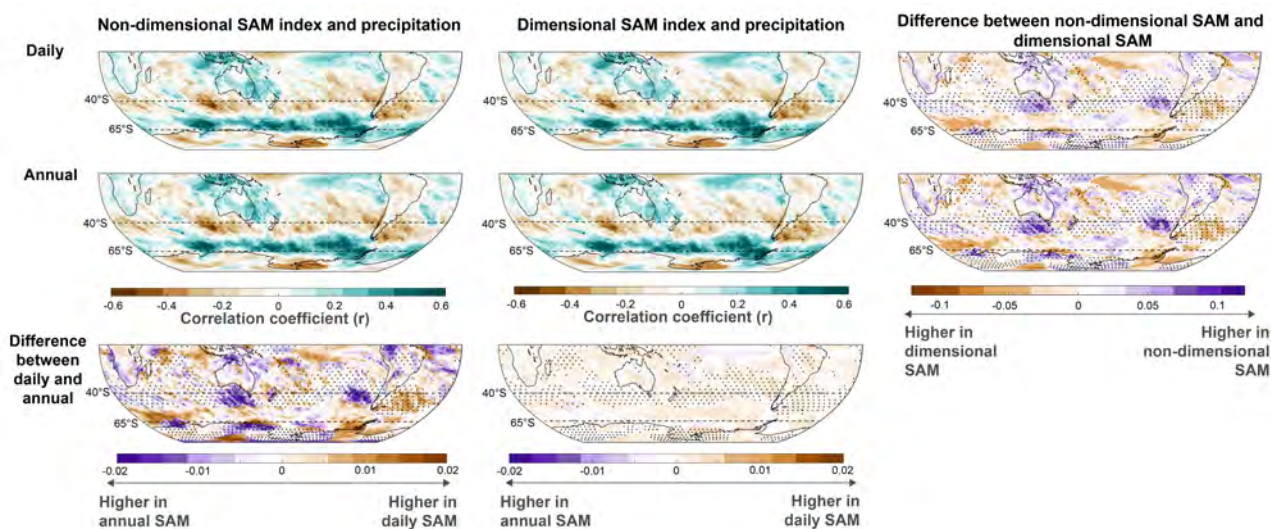 Non-dimensional SAM index and precipitation
Dimensional SAM index and precipitation
Difference between non-dimensional SAM and
dimensional SAM
Daily
40°S
65°S
40°S
65°S
40°S
65°S
Annual
40°S
65°S
40°S
65°S
40°S
65°S
-0.6 -0.4 -0.2 0 0.2 0.4 0.6
Correlation coefficient (r)
-0.6 -0.4 -0.2 0 0.2 0.4 0.6
Correlation coefficient (r)
-0.1 -0.05 0 0.05 0.1
Higher in
dimensional
SAM
Higher in
non-dimensional
SAM
Difference
between
daily and
annual
40°S
65°S
40°S
65°S
-0.02 -0.01 0 0.01 0.02
Higher in
annual SAM
Higher in
daily SAM
-0.02 -0.01 0 0.01 0.02
Higher in
annual SAM
Higher in
daily SAM